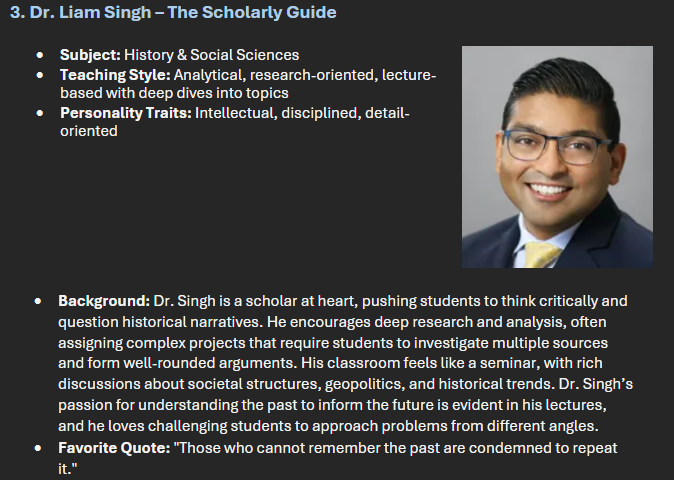 3. Dr. Liam Singh – The Scholarly Guide
• Subject: History & Social Sciences
• Teaching Style: Analytical, research-oriented, lecture-
based with deep dives into topics
• Personality Traits: Intellectual, disciplined, detail-
oriented
• Background: Dr. Singh is a scholar at heart, pushing students to think critically and
question historical narratives. He encourages deep research and analysis, often
assigning complex projects that require students to investigate multiple sources
and form well-rounded arguments. His classroom feels like a seminar, with rich
discussions about societal structures, geopolitics, and historical trends. Dr. Singh’s
passion for understanding the past to inform the future is evident in his lectures,
and he loves challenging students to approach problems from different angles.
• Favorite Quote: "Those who cannot remember the past are condemned to repeat
it."